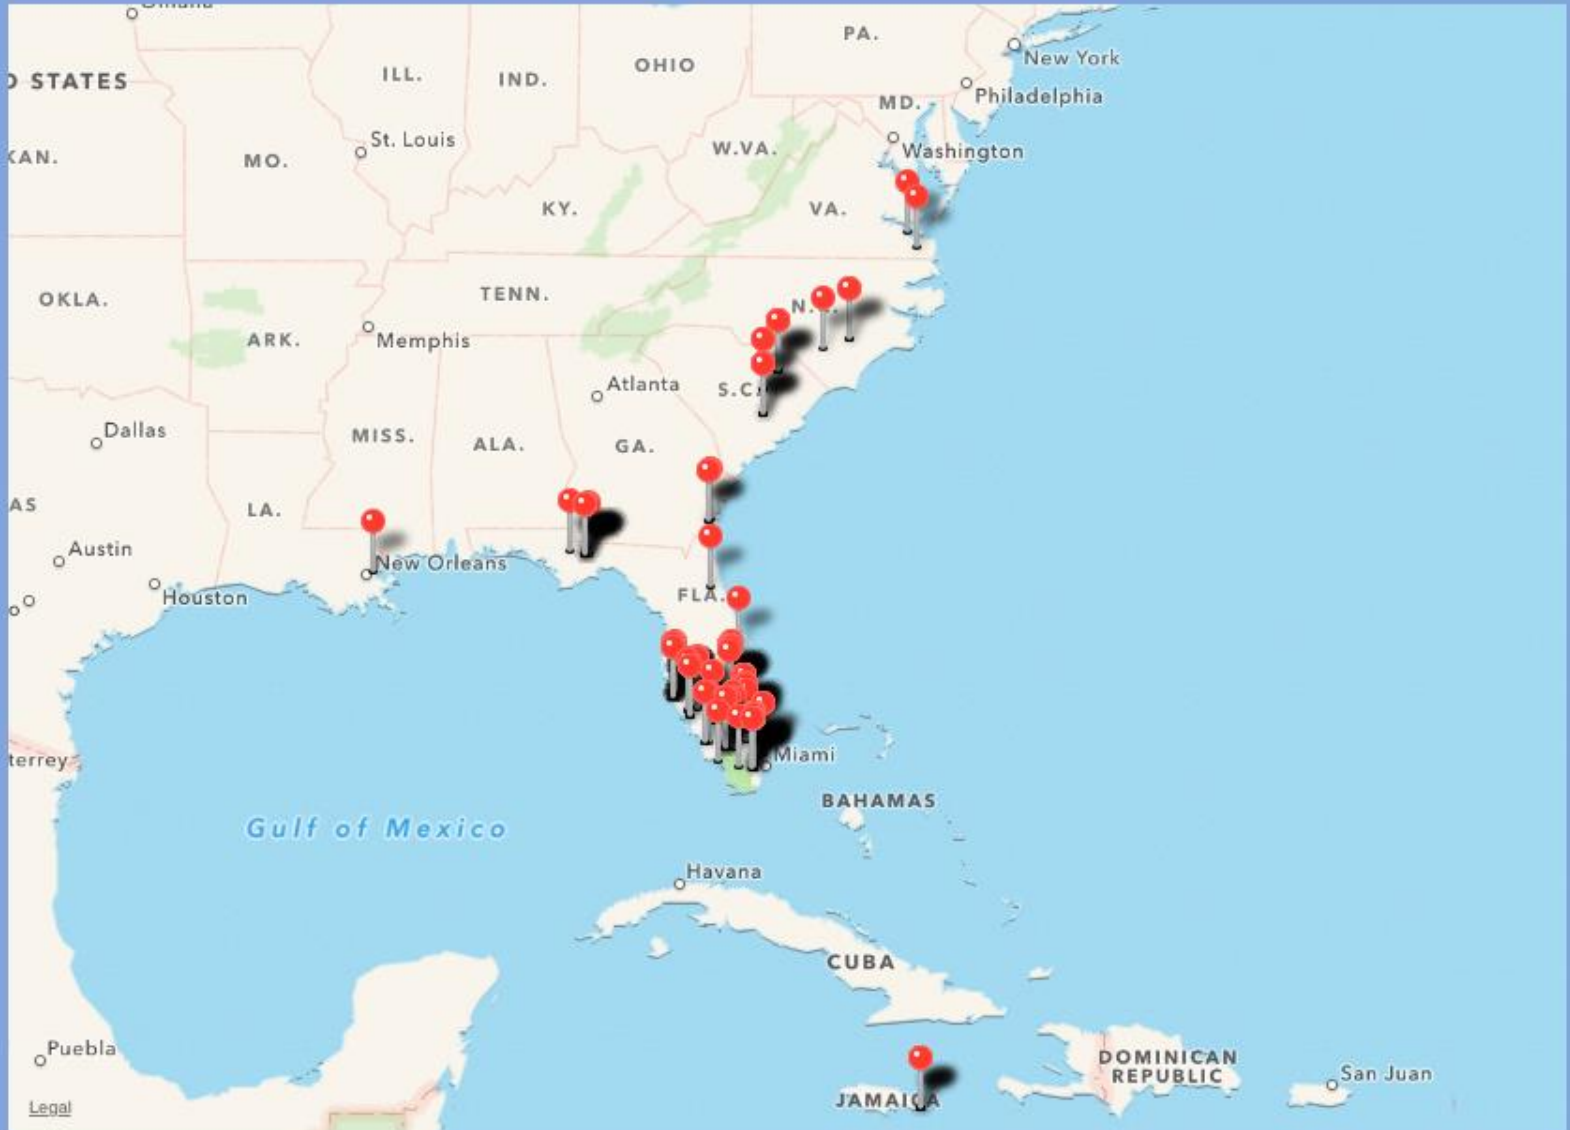 PA.
New York
ILL.
IND.
OHIO
STATES
Philadelphia
MD.
St. Louis
W.VA.
Washington
KAN.
MO.
KY.
VA.
OKLA.
TENN.
ARK.
Memphis
Atlanta
S.C.
Dallas
MISS.
ALA.
GA.
AS
LA.
Austin
New Orleans
Houston
FLA.
terrey
Miami
BAHAMAS
Gulf of Mexico
Havana
CUBA
Puebla
DOMINICAN
REPUBLIC
San Juan
JAMAICA
Legal